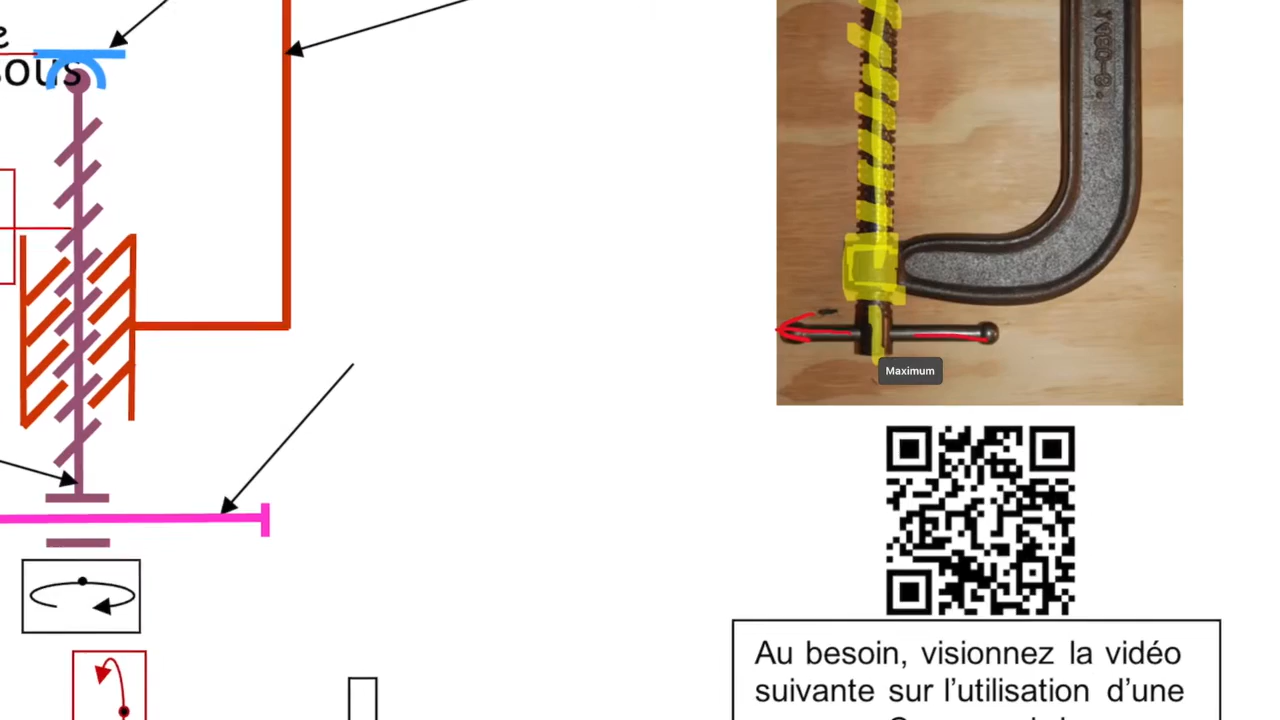 e
sous
Maximum
Au besoin, visionnez la vidéo
suivante sur l'utilisation d'une